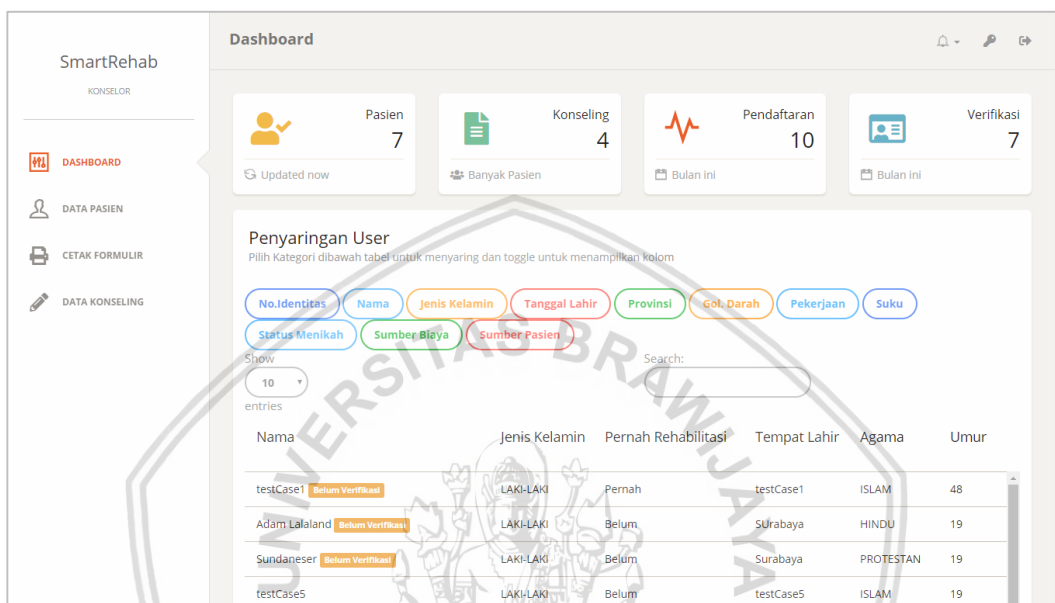 SmartRehab
KONSELOR
DASHBOARD
DATA PASIEN
CETAK FORMULIR
DATA KONSELING
Dashboard
Pasien
7
Updated now
Konseling
4
Banyak Pasien
Pendaftaran
10
Bulan ini
Verifikasi
7
Bulan ini
Penyaringan User
Pilih Kategori dibawah tabel untuk menyaring dan toggle untuk menampilkan kolom
No.Identitas Nama Jenis Kelamin Tanggal Lahir Provinsi Gol. Darah Pekerjaan Suku
Status Menikah Sumber Biaya Sumber Pasien
Show
10
entries
Search:
Nama Jenis Kelamin Pernah Rehabilitasi Tempat Lahir Agama Umur
testCase1 Belum Verifikasi LAKI-LAKI Pernah testCase1 ISLAM 48
Adam Lalaland Belum Verifikasi LAKI-LAKI Belum Surabaya HINDU 19
Sundaneser Belum Verifikasi LAKI-LAKI Belum Surabaya PROTESTAN 19
testCase5 LAKI-LAKI Belum testCase5 ISLAM 19
UNIVERSITAS BRAWIJAYA